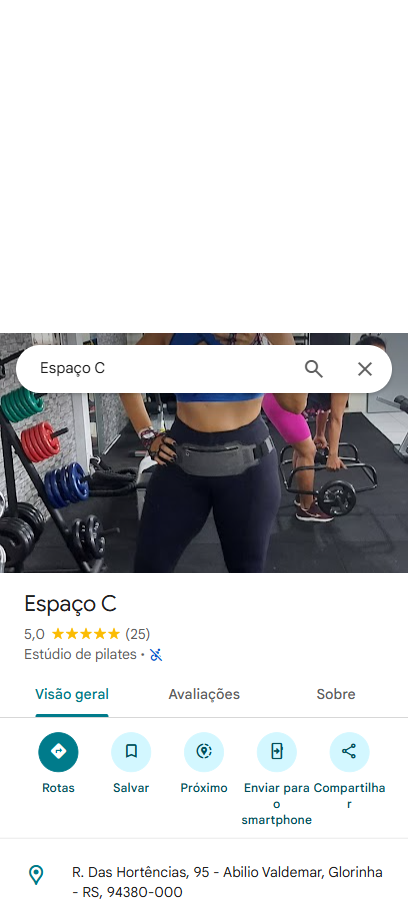 Espaço C
Espaço C
5,0 (25)
Estúdio de pilates ·
Visão geral Avaliações Sobre
Rotas Salvar Próximo Enviar para o smartphone Compartilhar
R. Das Hortências, 95 - Abilio Valdemar, Glorinha
- RS, 94380-000